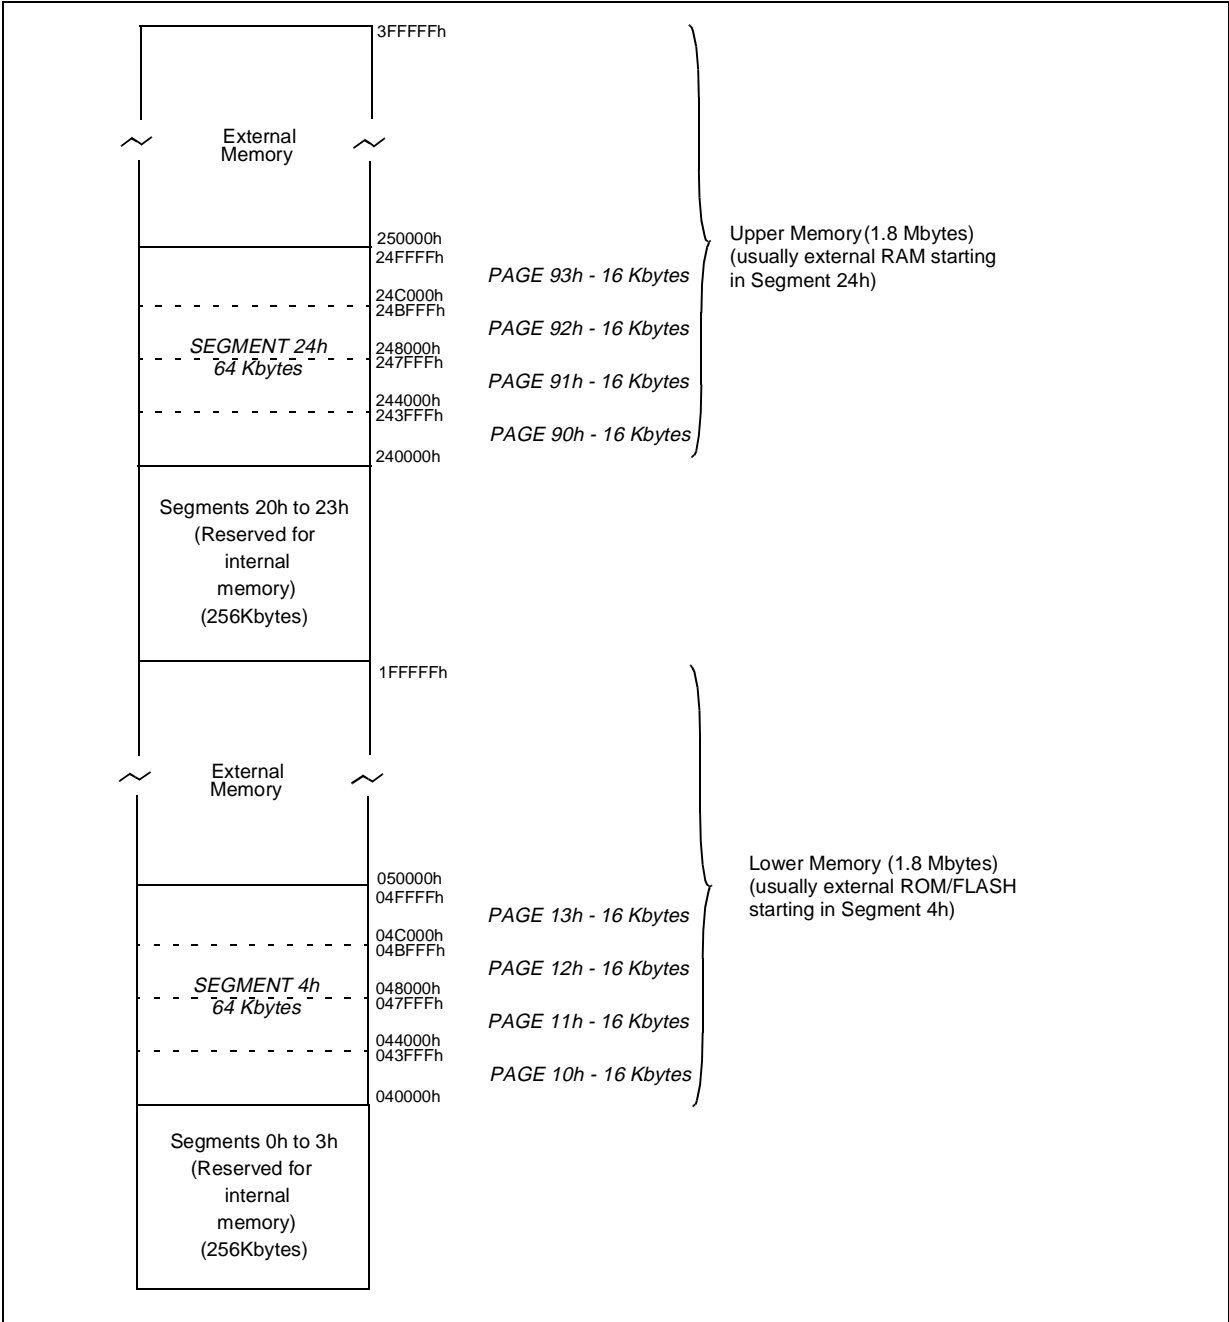 3FFFFFh
External
Memory
250000h
24FFFFh
PAGE 93h - 16 Kbytes
24C000h
24BFFFh
PAGE 92h - 16 Kbytes
SEGMENT 24h
64 Kbytes
248000h
247FFFh
PAGE 91h - 16 Kbytes
244000h
243FFFh
PAGE 90h - 16 Kbytes
240000h
Upper Memory (1.8 Mbytes)
(usually external RAM starting
in Segment 24h)
Segments 20h to 23h
(Reserved for
internal
memory)
(256Kbytes)
1FFFFFh
External
Memory
050000h
04FFFFh
PAGE 13h - 16 Kbytes
04C000h
04BFFFh
PAGE 12h - 16 Kbytes
SEGMENT 4h
64 Kbytes
048000h
047FFFh
PAGE 11h - 16 Kbytes
044000h
043FFFh
PAGE 10h - 16 Kbytes
040000h
Lower Memory (1.8 Mbytes)
(usually external ROM/FLASH
starting in Segment 4h)
Segments 0h to 3h
(Reserved for
internal
memory)
(256Kbytes)